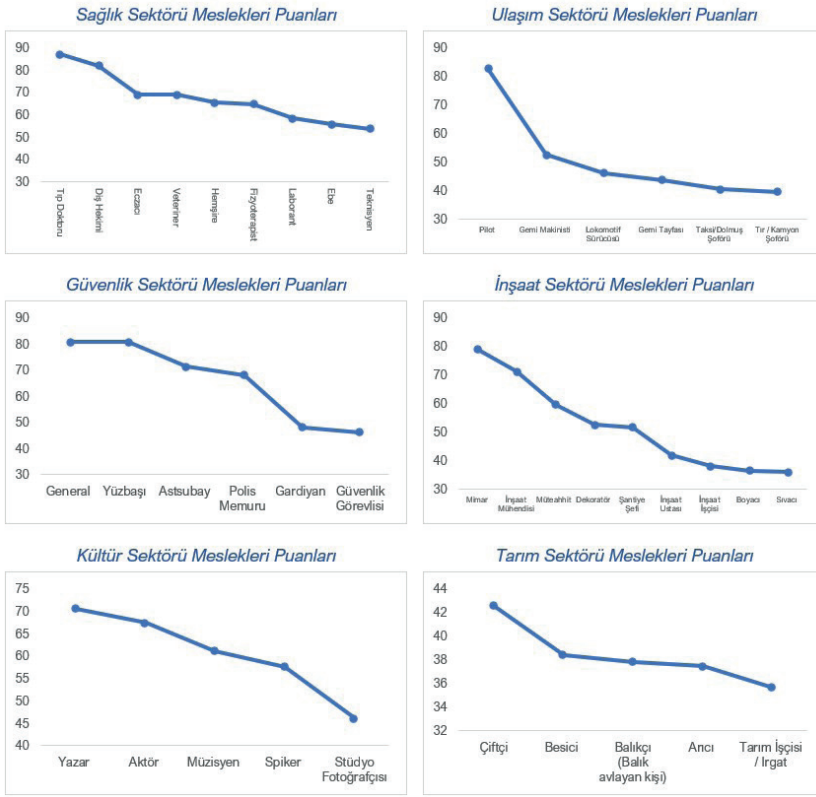 Sağlık Sektörü Meslekleri Puanları
90
80
70
60
50
40
30
Tıp Doktoru
Diş Hekimi
Eczacı
Veteriner
Hemşire
Fizyoterapist
Laborant
Ebe
Teknisyen
Ulaşım Sektörü Meslekleri Puanları
90
80
70
60
50
40
30
Pilot
Gemi Makinisti
Lokomotif
Sürücüsü
Gemi Tayfası
Taksi/Dolmuş
Şoförü
Tır / Kamyon
Şoförü
Güvenlik Sektörü Meslekleri Puanları
90
80
70
60
50
40
30
General
Yüzbaşı
Astsubay
Polis
Memuru
Gardiyan
Güvenlik
Görevlisi
İnşaat Sektörü Meslekleri Puanları
90
80
70
60
50
40
30
Mimar
İnşaat
Mühendisi
Müteahhit
Dekoratör
Şantiye
Şefi
İnşaat
Ustası
İnşaat
İşçisi
Boyacı
Sıvacı
Kültür Sektörü Meslekleri Puanları
75
70
65
60
55
50
45
40
Yazar
Aktör
Müzisyen
Spiker
Stüdyo
Fotoğrafçısı
Tarım Sektörü Meslekleri Puanları
44
42
40
38
36
34
32
Çiftçi
Besici
Balıkçı
(Balık
avlayan kişi)
Arıcı
Tarım İşçisi
/ Irgat